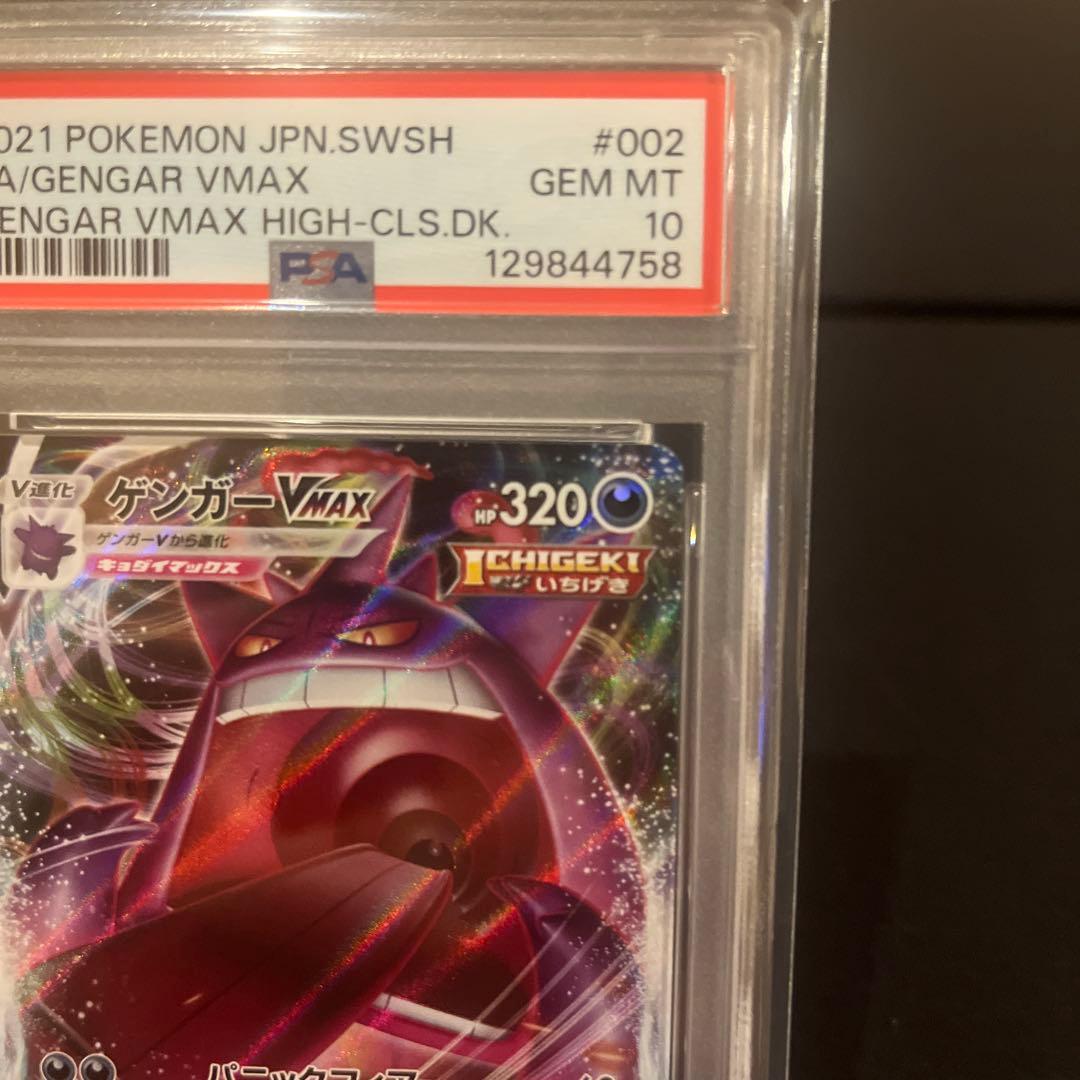 021 POKEMON JPN.SWSH #002
A/GENGAR VMAX GEM MT
ENGAR VMAX HIGH-CLS.DK. 10
PSA 129844758
V進化 ゲンガーVMAX HP 320
ゲンガーVから進化
キョダイマックス
ICHIGEKI
いちげき